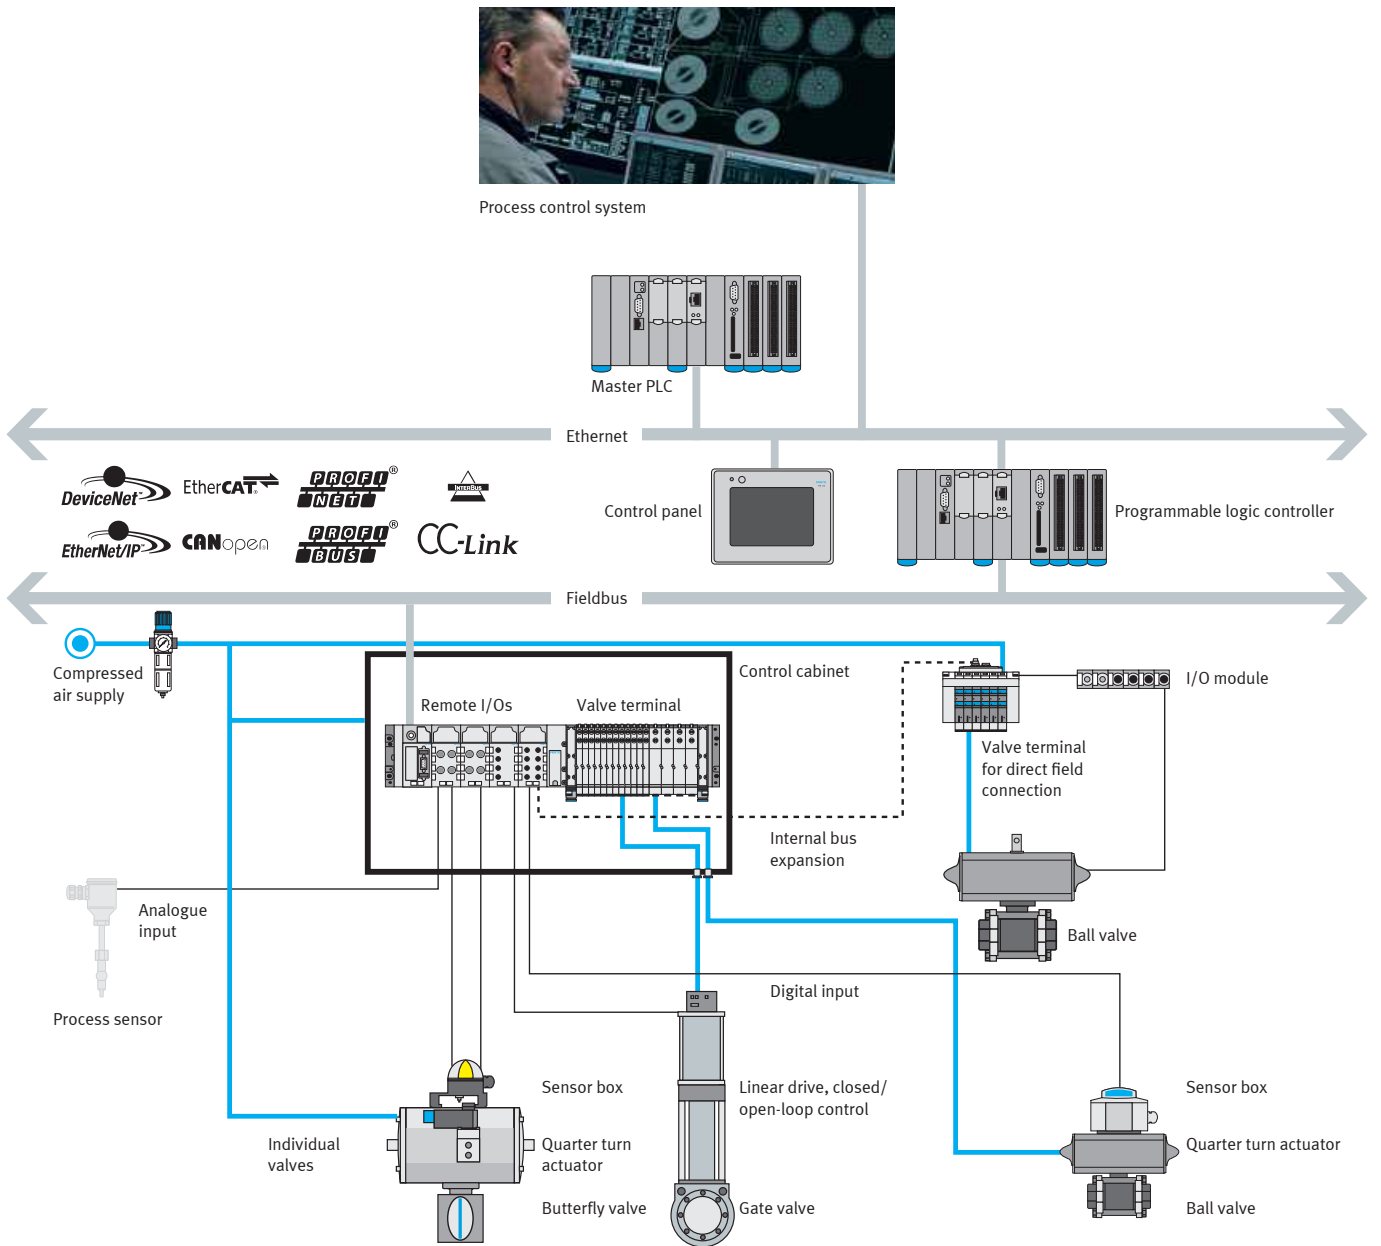 Process control system
Master PLC
Ethernet
DeviceNet™
EtherCAT®
PROFI®
NET
INTERBUS
EtherNet/IP™
CANopen
PROFI®
BUS
CC-Link
Control panel
Programmable logic controller
Fieldbus
Compressed
air supply
Control cabinet
Remote I/Os
Valve terminal
I/O module
Valve terminal
for direct field
connection
Internal bus
expansion
Analogue
input
Ball valve
Process sensor
Digital input
Sensor box
Linear drive, closed/
open-loop control
Sensor box
Individual
valves
Quarter turn
actuator
Quarter turn actuator
Butterfly valve
Gate valve
Ball valve